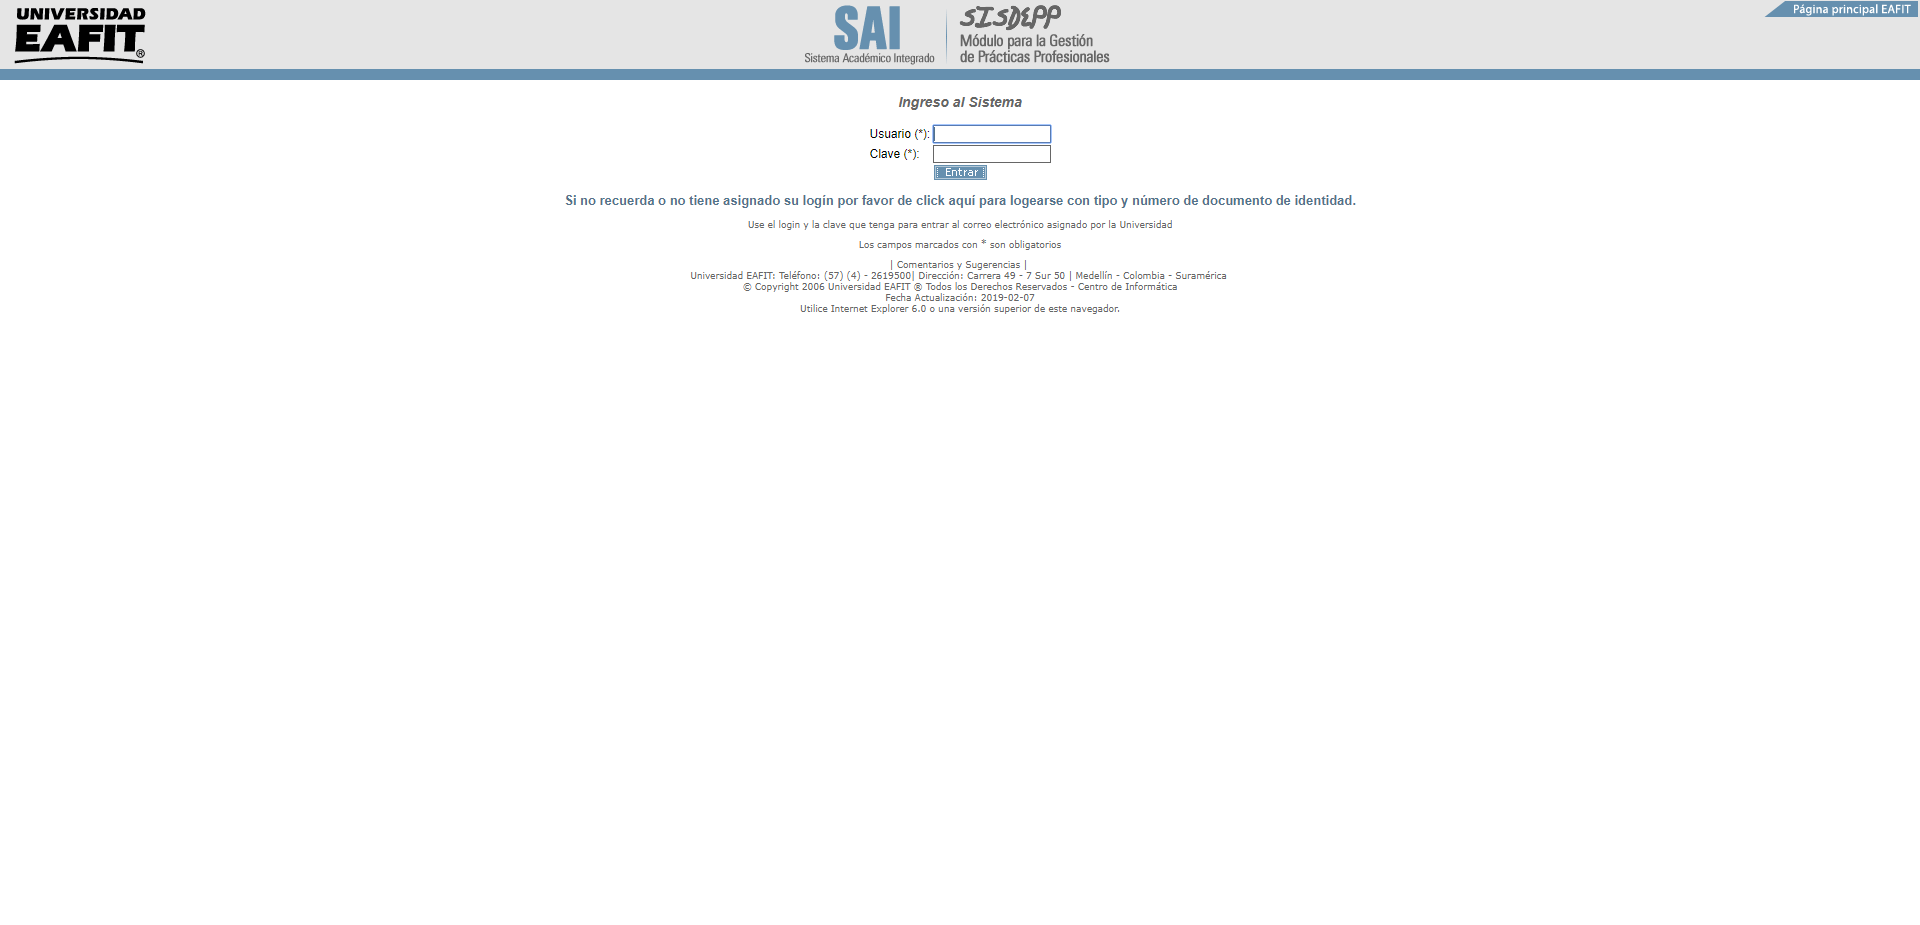 UNIVERSIDAD
EAFIT®
SAI
Sistema Académico Integrado
SISDEPP
Módulo para la Gestión
de Prácticas Profesionales
Página principal EAFIT
Ingreso al Sistema
Usuario (*):
Clave (*):
Entrar
Si no recuerda o no tiene asignado su login por favor de click aquí para logearse con tipo y número de documento de identidad.
Use el login y la clave que tenga para entrar al correo electrónico asignado por la Universidad
Los campos marcados con * son obligatorios
| Comentarios y Sugerencias |
Universidad EAFIT: Teléfono: (57) (4) - 2619500| Dirección: Carrera 49 - 7 Sur 50 | Medellín - Colombia - Suramérica
© Copyright 2006 Universidad EAFIT ® Todos los Derechos Reservados - Centro de Informática
Fecha Actualización: 2019-02-07
Utilice Internet Explorer 6.0 o una versión superior de este navegador.